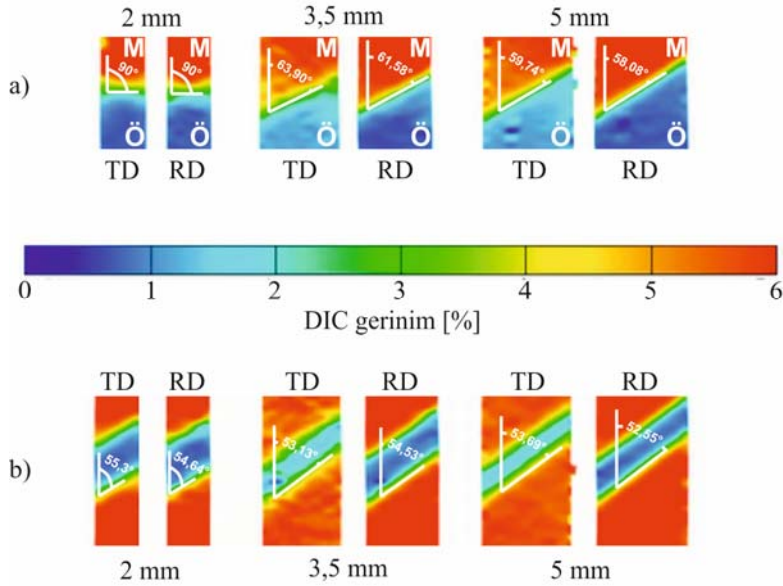 2 mm 3,5 mm 5 mm
a)
M M M M M M
90° 90° 63,90° 61,58° 59,74° 58,08°
Ö Ö Ö Ö Ö Ö
TD RD TD RD TD RD
0 1 2 3 4 5 6
DIC gerinim [%]
TD RD TD RD TD RD
b)
55,3° 54,64° 53,13° 54,53° 53,69° 52,55°
2 mm 3,5 mm 5 mm